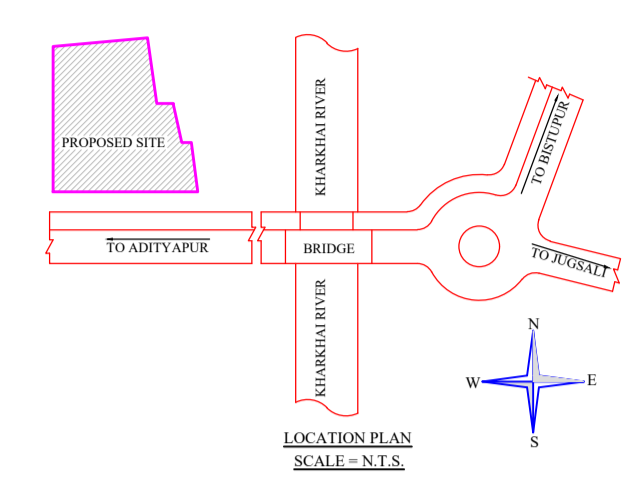 KHARKHAI RIVER
TO BISTUPUR
PROPOSED SITE
TO ADITYAPUR
BRIDGE
TO JUGSALI
KHARKHAI RIVER
N
W
E
S
LOCATION PLAN
SCALE = N.T.S.